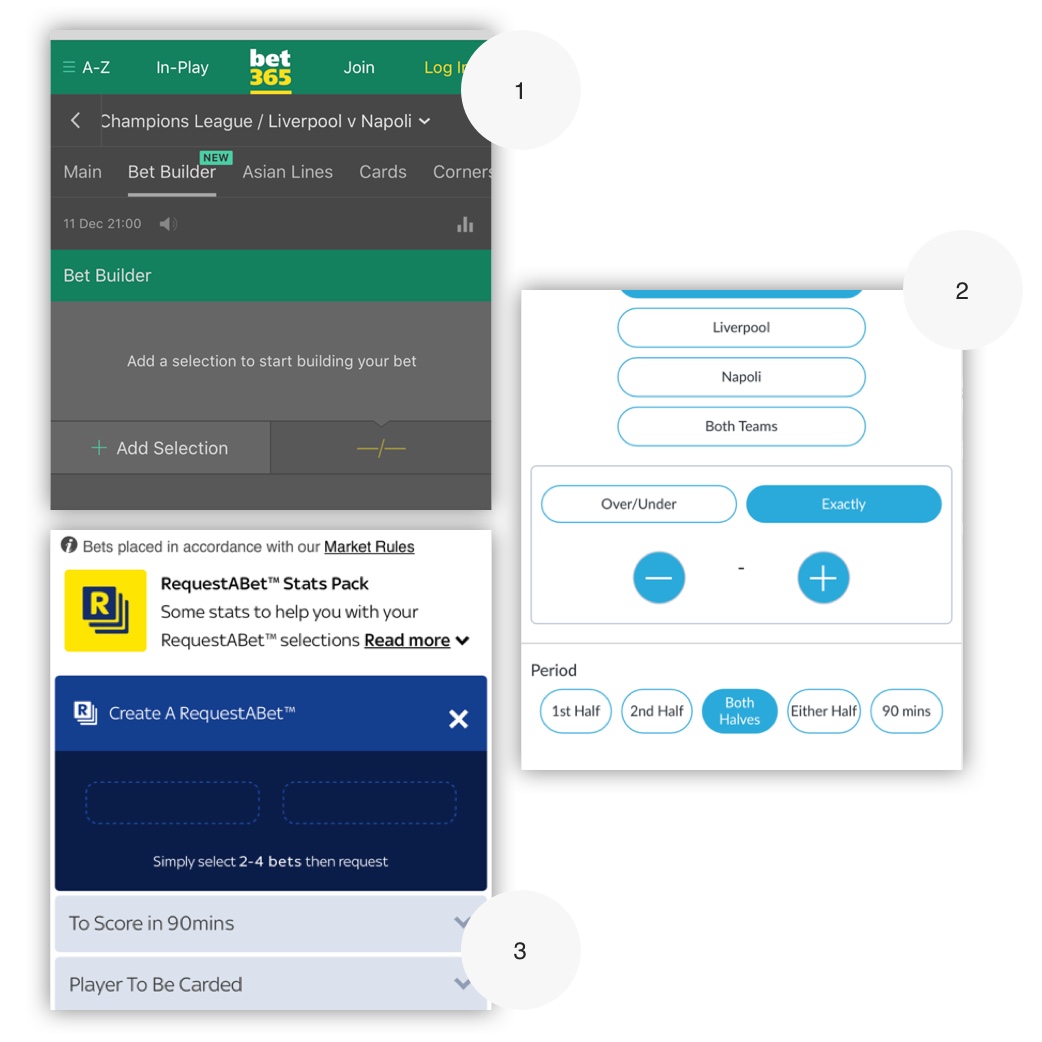 A-Z In-Play bet365 Join Log In
1
Champions League / Liverpool v Napoli
NEW
Main Bet Builder Asian Lines Cards Corners
11 Dec 21:00
Bet Builder
Add a selection to start building your bet
+ Add Selection —/—
2
Liverpool
Napoli
Both Teams
Over/Under Exactly
— - +
Period
1st Half 2nd Half Both Halves Either Half 90 mins
i Bets placed in accordance with our Market Rules
R
RequestABet™ Stats Pack
Some stats to help you with your
RequestABet™ selections Read more
R Create A RequestABet™ ×
Simply select 2-4 bets then request
To Score in 90mins
3
Player To Be Carded